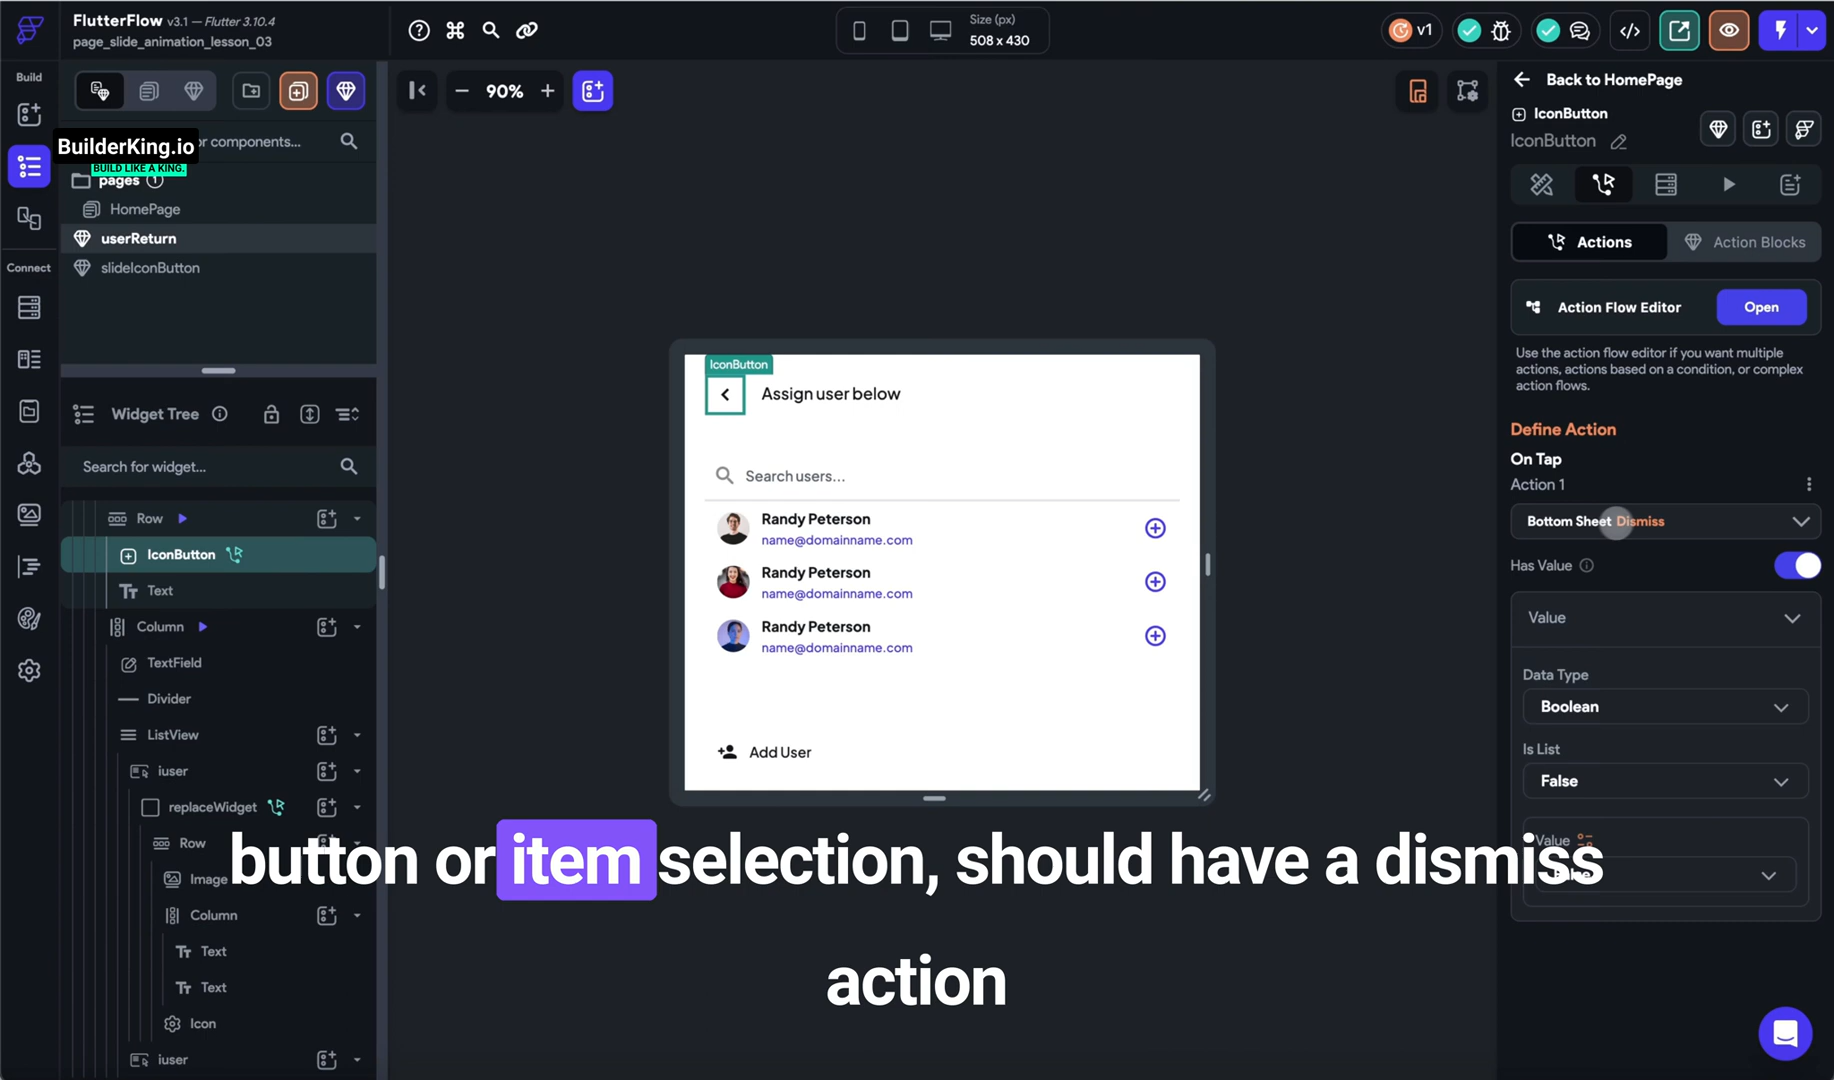 FlutterFlow v3.1 — Flutter 3.10.4
page_slide_animation_lesson_03
Size (px)
508 x 430
v1
Build
90%
Back to HomePage
IconButton
IconButton
or components...
BuilderKing.io
BUILD LIKE A KING.
pages 1
HomePage
userReturn
slideIconButton
Connect
Actions
Action Blocks
Action Flow Editor
Open
Use the action flow editor if you want multiple
actions, actions based on a condition, or complex
action flows.
Define Action
On Tap
Action 1
Bottom Sheet Dismiss
Has Value
Value
Data Type
Boolean
Is List
False
Value
Widget Tree
Search for widget...
Row
IconButton
Text
Column
TextField
Divider
ListView
iuser
replaceWidget
Row
Image
Column
Text
Text
Icon
iuser
IconButton
Assign user below
Search users...
Randy Peterson
name@domainname.com
Randy Peterson
name@domainname.com
Randy Peterson
name@domainname.com
Add User
button or item selection, should have a dismiss
action